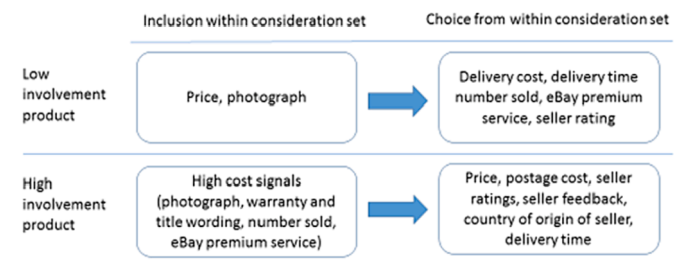 Inclusion within consideration set
Choice from within consideration set
Low
involvement
product
Price, photograph
Delivery cost, delivery time
number sold, eBay premium
service, seller rating
High
involvement
product
High cost signals
(photograph, warranty and
title wording, number sold,
eBay premium service)
Price, postage cost, seller
ratings, seller feedback,
country of origin of seller,
delivery time